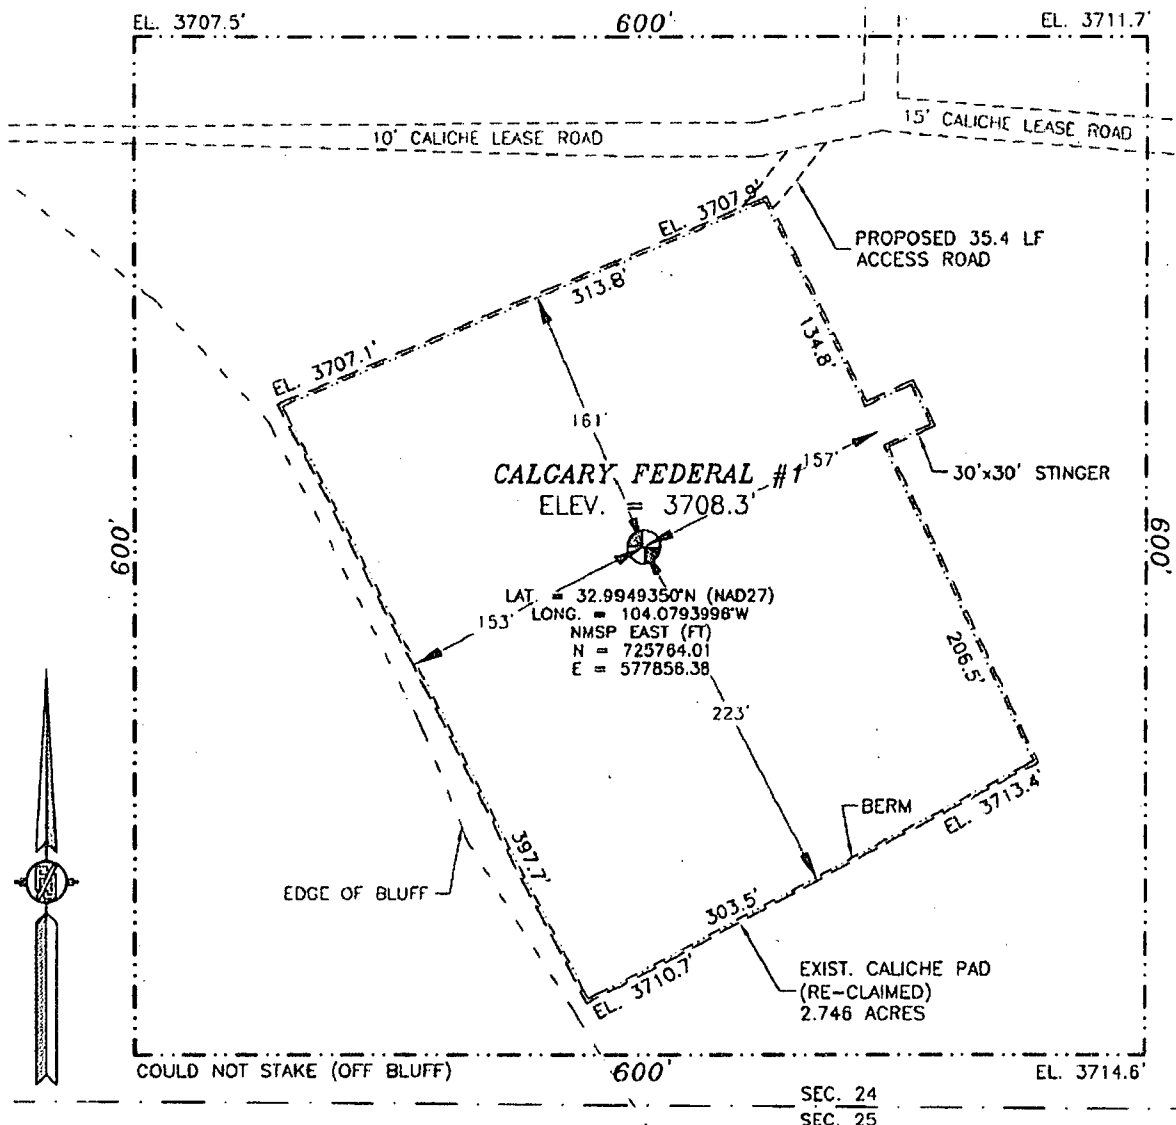 EL. 3707.5'
600'
EL. 3711.7'
10' CALICHE LEASE ROAD
15' CALICHE LEASE ROAD
EL. 3707.9'
PROPOSED 35.4 LF
ACCESS ROAD
313.8'
134.8'
EL. 3707.1'
161'
157'
30'x30' STINGER
CALGARY FEDERAL #1
ELEV. = 3708.3'
600'
600'
LAT. = 32.9949350°N (NAD27)
LONG. = 104.0793998°W
NMSP EAST (FT)
N = 725764.01
E = 577856.38
153'
206.5'
223'
EL. 3713.4'
BERM
397.7'
EDGE OF BLUFF
303.5'
EL. 3710.7'
EXIST. CALICHE PAD
(RE-CLAIMED)
2.746 ACRES
COULD NOT STAKE (OFF BLUFF)
600'
EL. 3714.6'
SEC. 24
SEC. 25